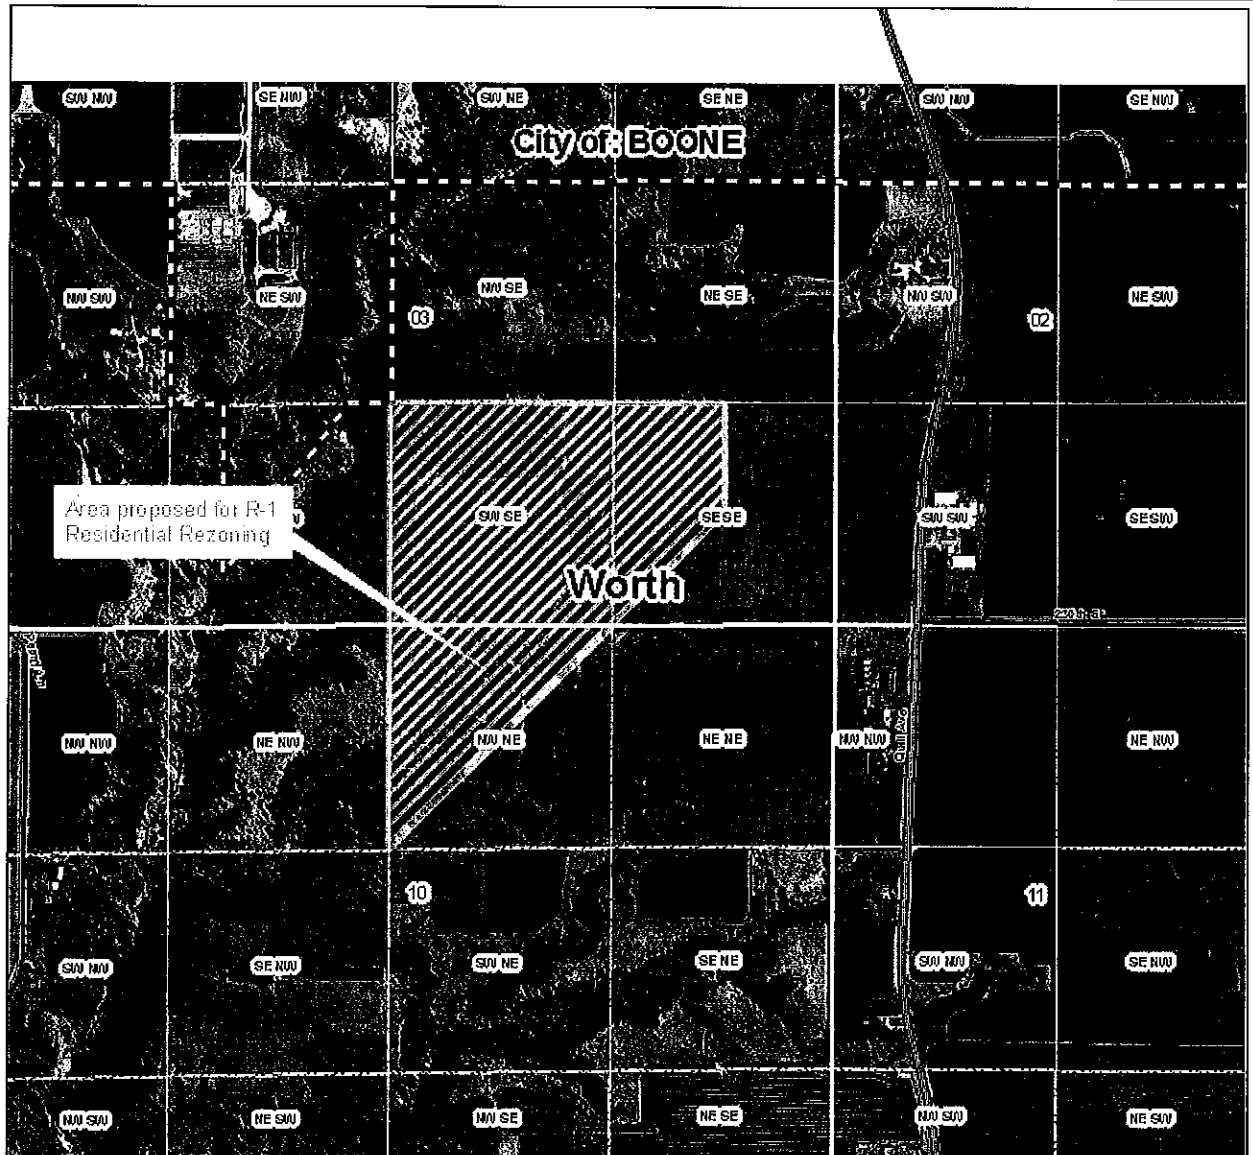 SW NW SE NW SW NE SE NE SW NW SE NW
City of: BOONE
NW SW NE SW NW SE NE SE NW SW NE SW
03 02
Area proposed for R-1
Residential Rezoning
SW SE SE SE SW SW SE SW
Worth
NW NW NE NW NW NE NE NE NW NW NE NW
Quill Ave
10 11
SW NW SE NW SW NE SE NE SW NW SE NW
NW SW NE SW NW SE NE SE NW SW NE SW